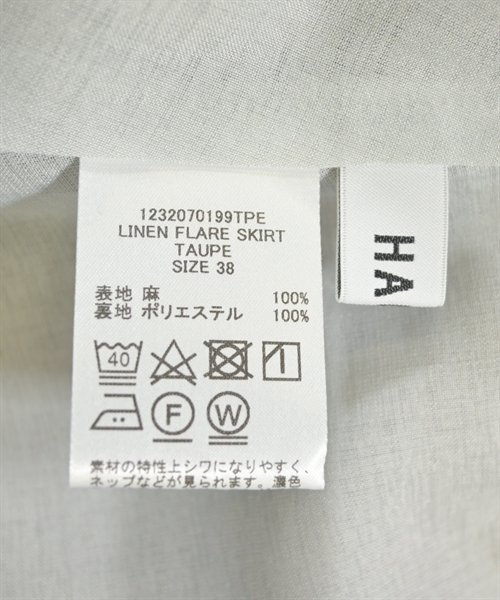 1232070199TPE
LINEN FLARE SKIRT
TAUPE
SIZE 38
表地 麻 100%
裏地 ポリエステル 100%
40
F W
素材の特性上シワになりやすく、
ネップなどが見られます。濃色
HA